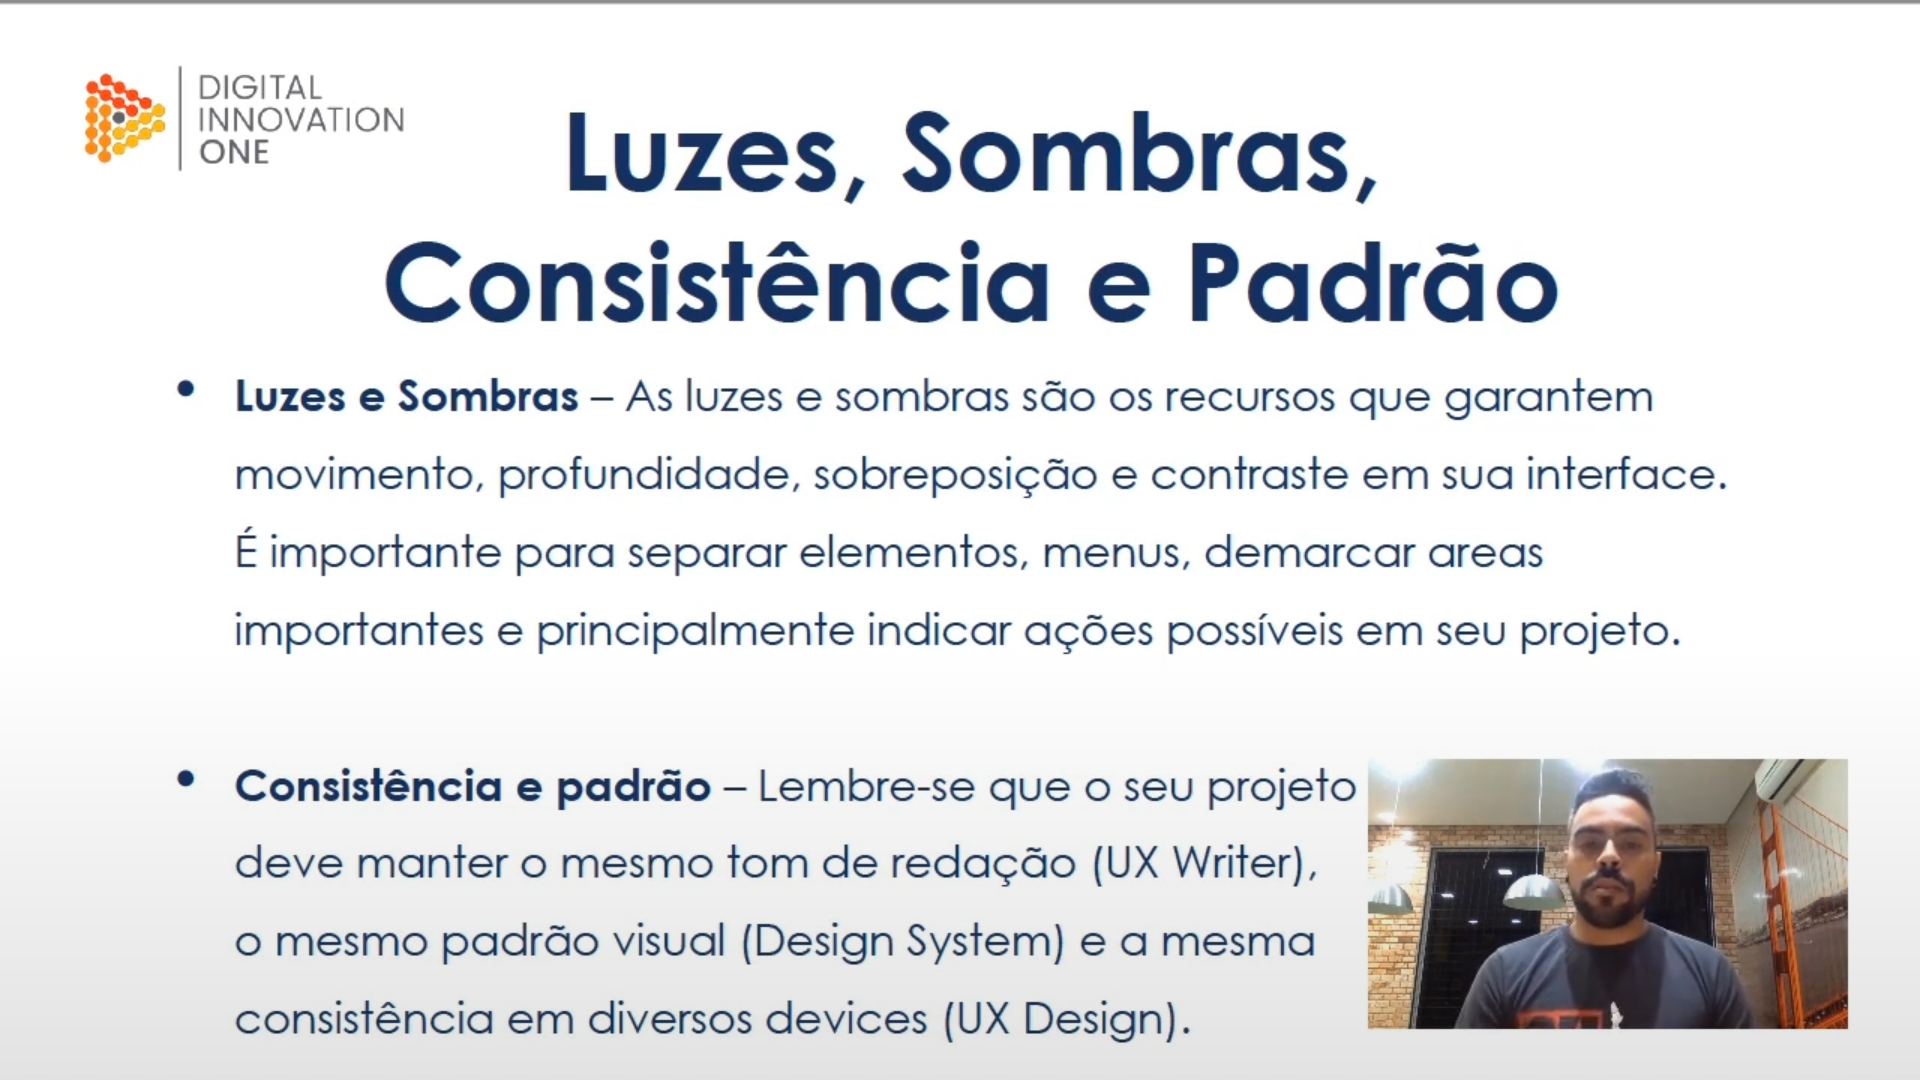 DIGITAL
INNOVATION
ONE
Luzes, Sombras,
Consistência e Padrão
• Luzes e Sombras – As luzes e sombras são os recursos que garantem
movimento, profundidade, sobreposição e contraste em sua interface.
É importante para separar elementos, menus, demarcar areas
importantes e principalmente indicar ações possíveis em seu projeto.
• Consistência e padrão – Lembre-se que o seu projeto
deve manter o mesmo tom de redação (UX Writer),
o mesmo padrão visual (Design System) e a mesma
consistência em diversos devices (UX Design).